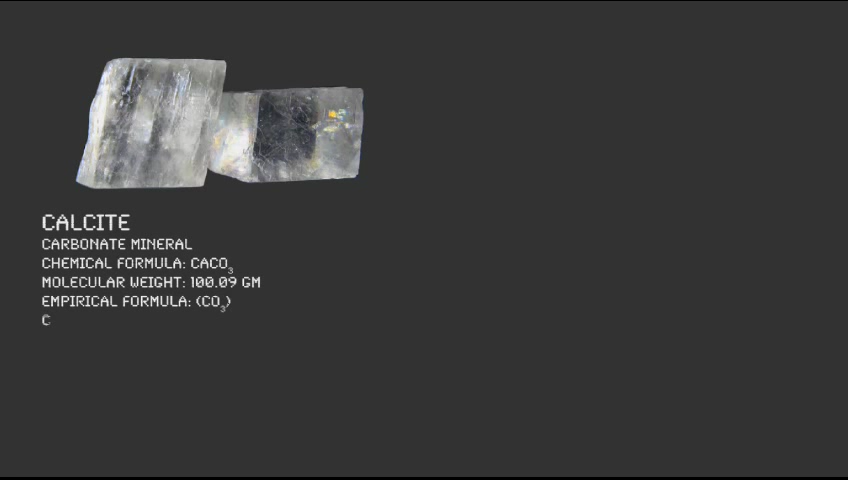 CALCITE
CARBONATE MINERAL
CHEMICAL FORMULA: CACO₃
MOLECULAR WEIGHT: 100.09 GM
EMPIRICAL FORMULA: (CO₃)
C